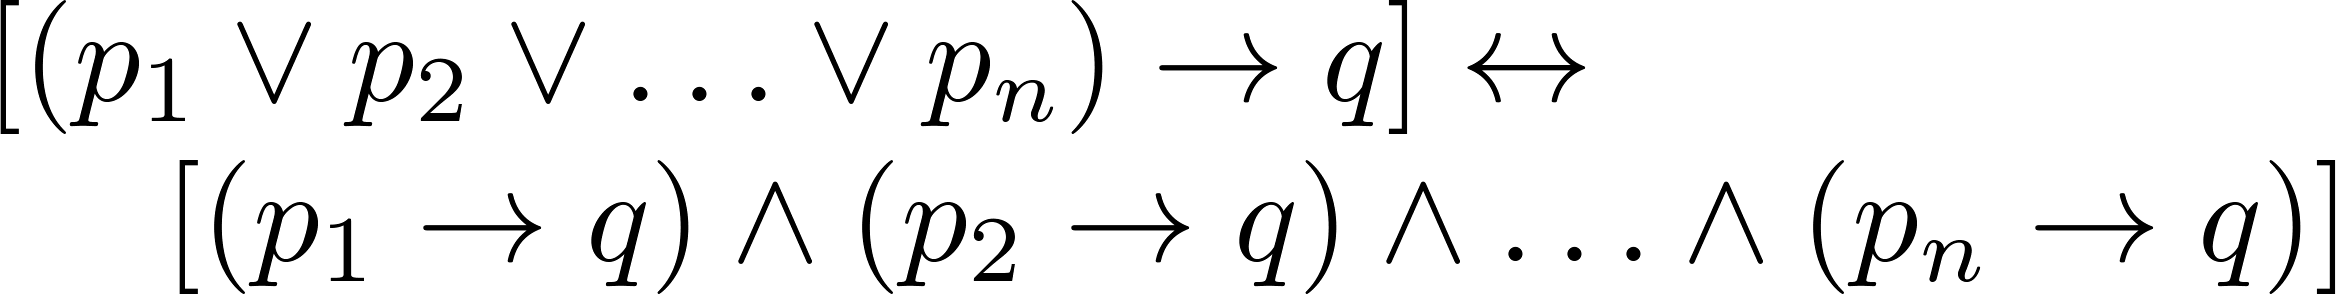 [(p₁ ∨ p₂ ∨ … ∨ pₙ) → q] ↔
[(p₁ → q) ∧ (p₂ → q) ∧ … ∧ (pₙ → q)]